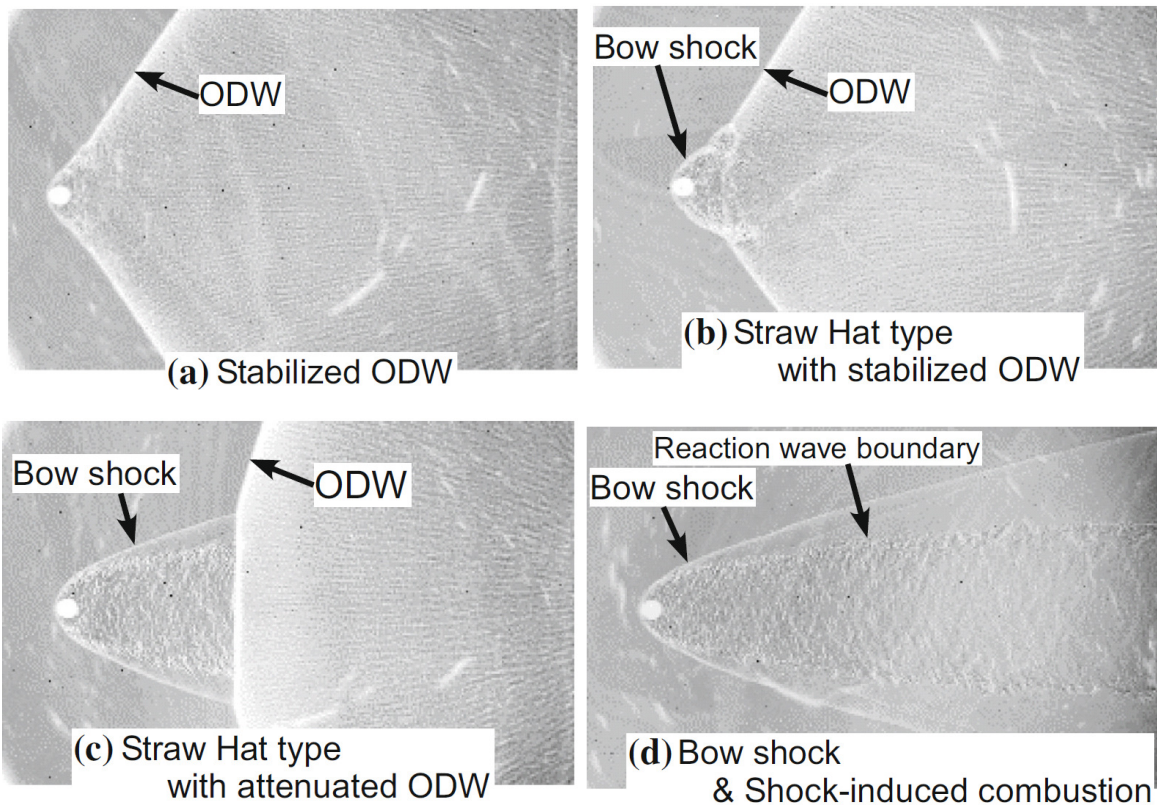 ODW
(a) Stabilized ODW
Bow shock
ODW
(b) Straw Hat type
with stabilized ODW
Bow shock
ODW
(c) Straw Hat type
with attenuated ODW
Reaction wave boundary
Bow shock
(d) Bow shock
& Shock-induced combustion